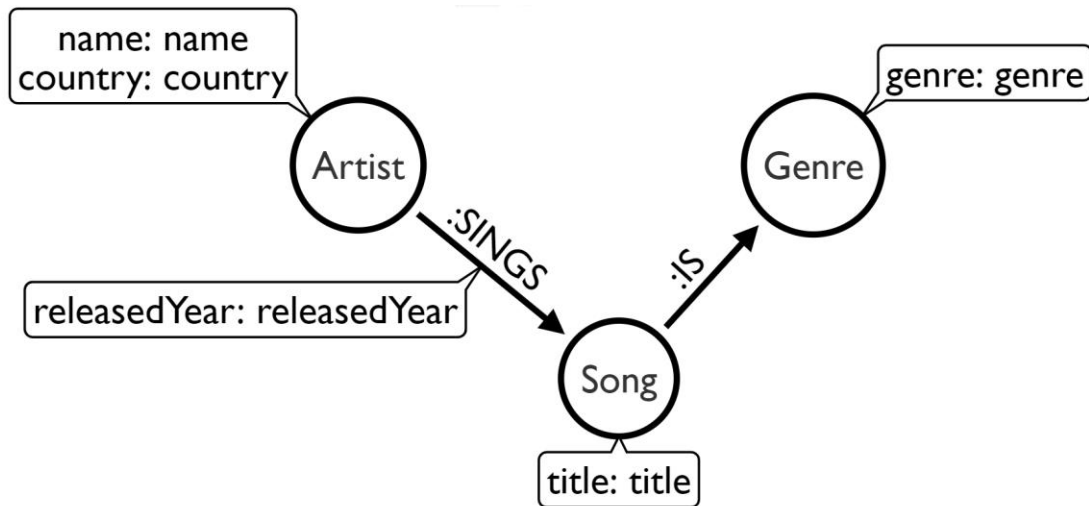 name: name
country: country
genre: genre
Artist
Genre
:SINGS
:IS
releasedYear: releasedYear
Song
title: title